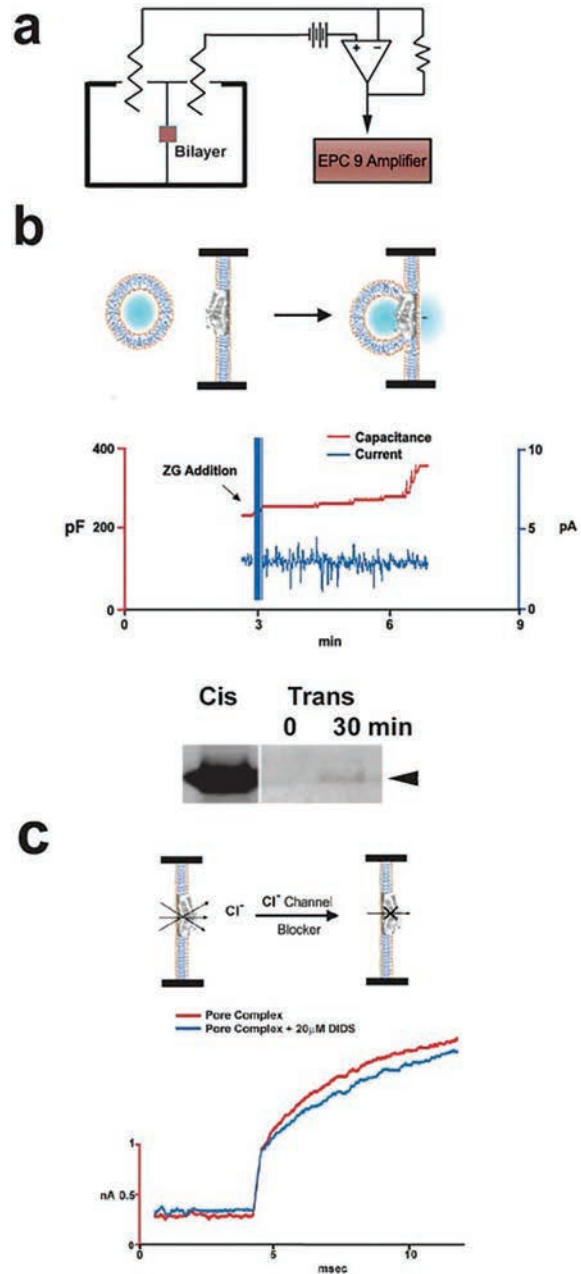 a
+ -
Bilayer
EPC 9 Amplifier
b
Capacitance
Current
400
ZG Addition
10
pF
200
5
pA
0
0
0
3
6
9
min
Cis Trans
0 30 min
c
Cl⁻ Cl⁻ Channel
Blocker
Pore Complex
Pore Complex + 20µM DIDS
1
nA 0.5
0
0
5
10
msec